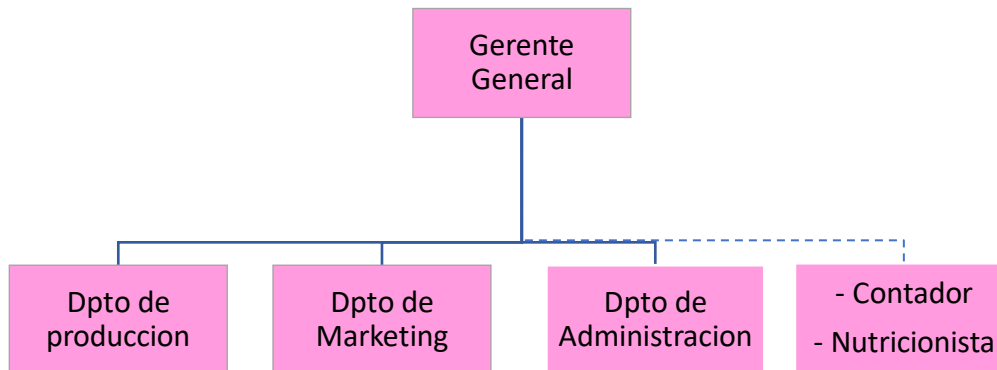 Gerente
General
Dpto de
produccion
Dpto de
Marketing
Dpto de
Administracion
- Contador
- Nutricionista